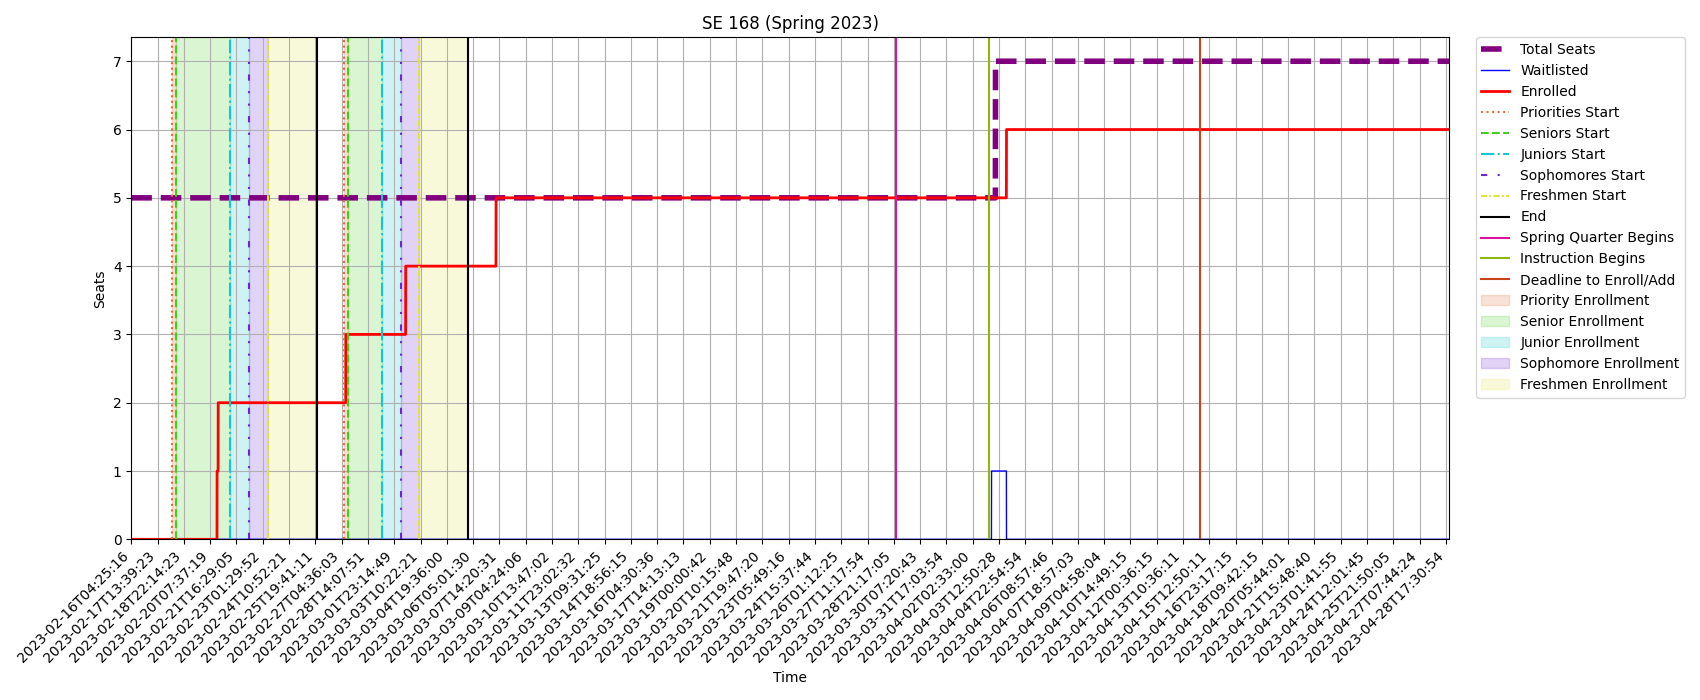 SE 168 (Spring 2023)
Seats
7
6
5
4
3
2
1
0
2023-02-16T04:25:16
2023-02-17T13:39:23
2023-02-18T22:14:23
2023-02-20T07:37:19
2023-02-21T16:29:05
2023-02-23T01:29:52
2023-02-24T10:52:21
2023-02-25T19:41:11
2023-02-27T04:36:03
2023-02-28T14:07:51
2023-03-01T23:14:49
2023-03-03T10:22:21
2023-03-04T19:36:00
2023-03-06T05:01:30
2023-03-07T14:20:31
2023-03-09T04:24:06
2023-03-10T13:47:02
2023-03-11T23:02:32
2023-03-13T09:31:25
2023-03-14T18:56:15
2023-03-16T04:30:36
2023-03-17T14:13:13
2023-03-19T00:00:42
2023-03-20T10:15:48
2023-03-21T19:47:20
2023-03-23T05:49:16
2023-03-24T15:37:44
2023-03-26T01:12:25
2023-03-27T11:17:54
2023-03-28T21:17:05
2023-03-30T07:20:43
2023-03-31T17:03:54
2023-04-02T02:33:00
2023-04-03T12:50:28
2023-04-04T22:54:54
2023-04-06T08:57:46
2023-04-07T18:57:03
2023-04-09T04:58:04
2023-04-10T14:49:15
2023-04-12T00:36:15
2023-04-13T10:36:11
2023-04-15T12:50:11
2023-04-16T23:17:15
2023-04-18T09:42:15
2023-04-20T05:44:01
2023-04-21T15:48:40
2023-04-23T01:41:55
2023-04-24T12:01:45
2023-04-25T21:50:05
2023-04-27T07:44:24
2023-04-28T17:30:54
Time
Total Seats
Waitlisted
Enrolled
Priorities Start
Seniors Start
Juniors Start
Sophomores Start
Freshmen Start
End
Spring Quarter Begins
Instruction Begins
Deadline to Enroll/Add
Priority Enrollment
Senior Enrollment
Junior Enrollment
Sophomore Enrollment
Freshmen Enrollment